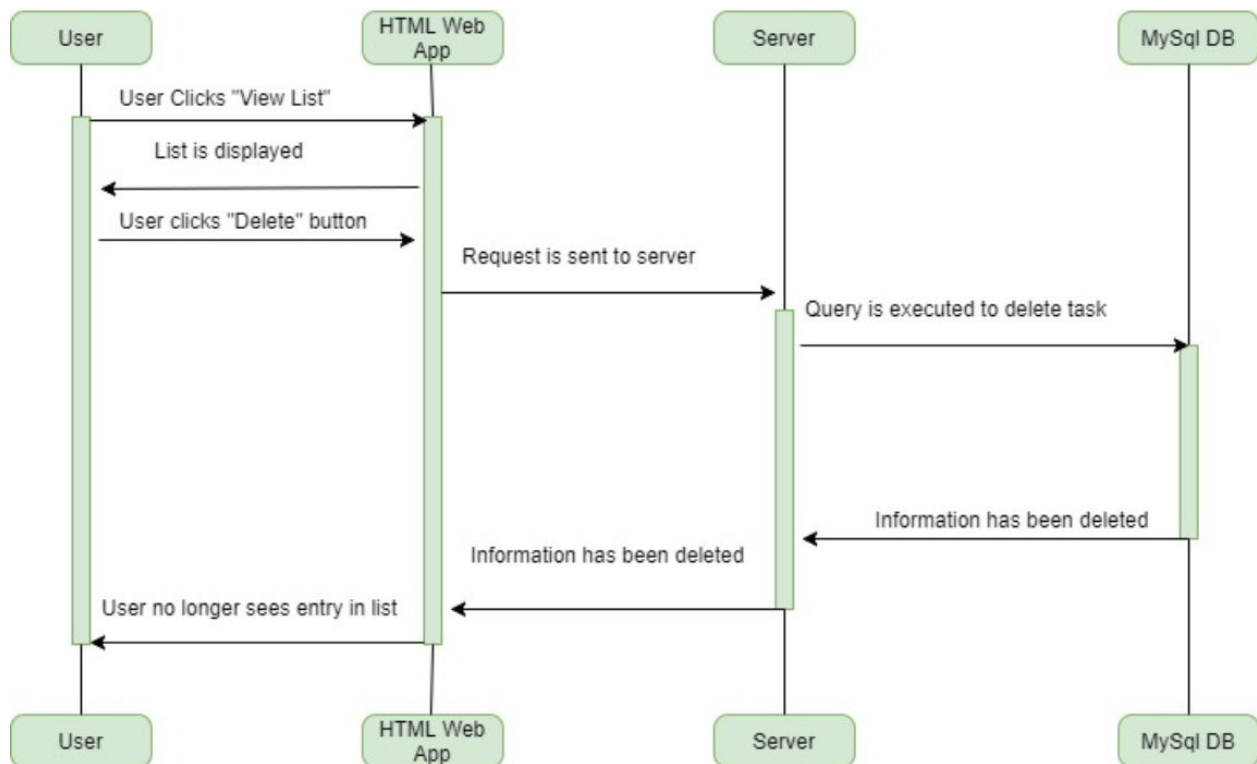 User
HTML Web
App
Server
MySql DB
User Clicks "View List"
List is displayed
User clicks "Delete" button
Request is sent to server
Query is executed to delete task
Information has been deleted
Information has been deleted
User no longer sees entry in list
User
HTML Web
App
Server
MySql DB